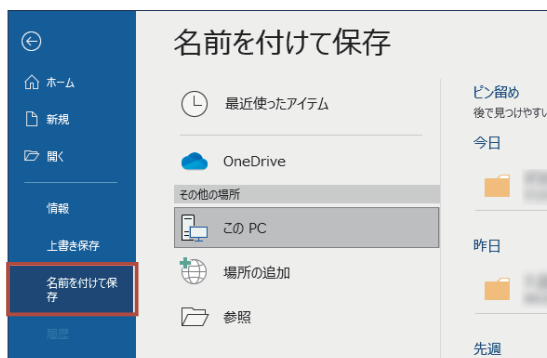 名前を付けて保存
ホーム
新規
開く
情報
上書き保存
名前を付けて保
存
履歴
最近使ったアイテム
OneDrive
その他の場所
この PC
場所の追加
参照
ピン留め
後で見つけやすい
今日
昨日
先週